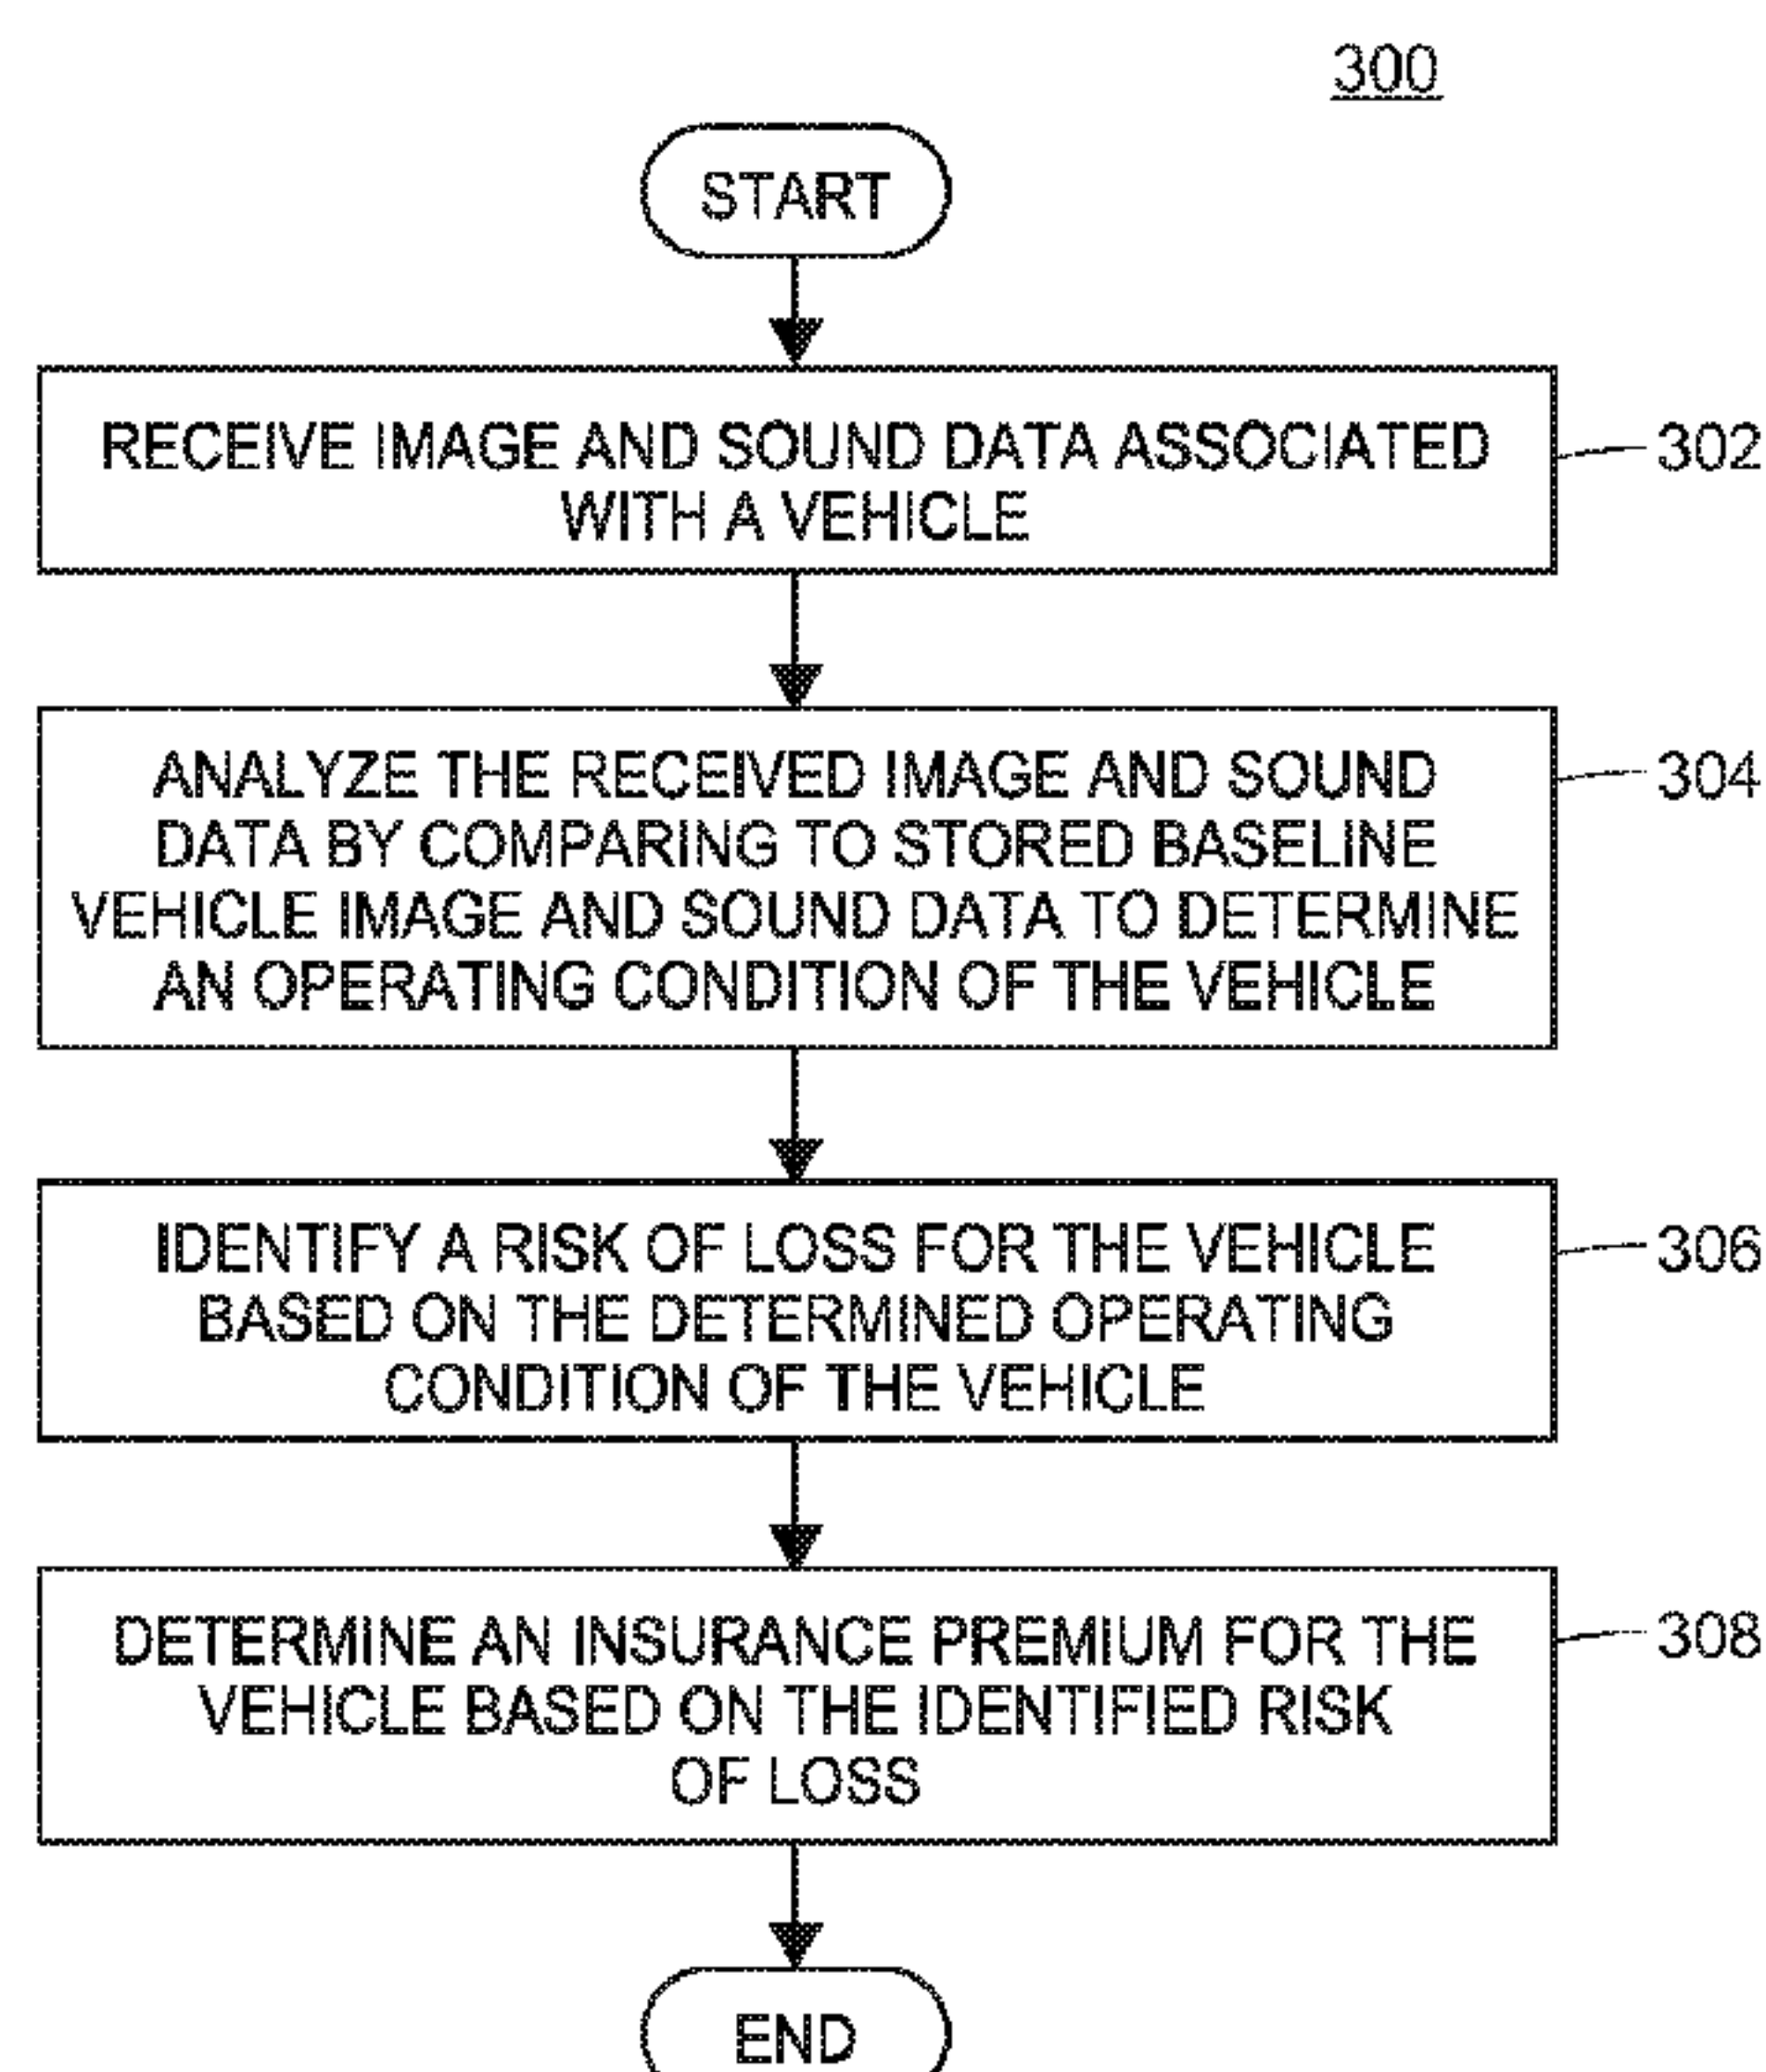 300
START
RECEIVE IMAGE AND SOUND DATA ASSOCIATED
WITH A VEHICLE
302
ANALYZE THE RECEIVED IMAGE AND SOUND
DATA BY COMPARING TO STORED BASELINE
VEHICLE IMAGE AND SOUND DATA TO DETERMINE
AN OPERATING CONDITION OF THE VEHICLE
304
IDENTIFY A RISK OF LOSS FOR THE VEHICLE
BASED ON THE DETERMINED OPERATING
CONDITION OF THE VEHICLE
306
DETERMINE AN INSURANCE PREMIUM FOR THE
VEHICLE BASED ON THE IDENTIFIED RISK
OF LOSS
308
END